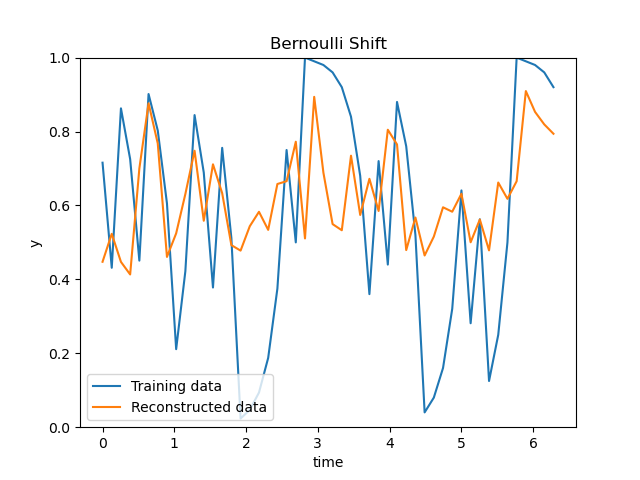 Bernoulli Shift
1.0
0.8
0.6
0.4
0.2
0.0
y
Training data
Reconstructed data
0 1 2 3 4 5 6
time